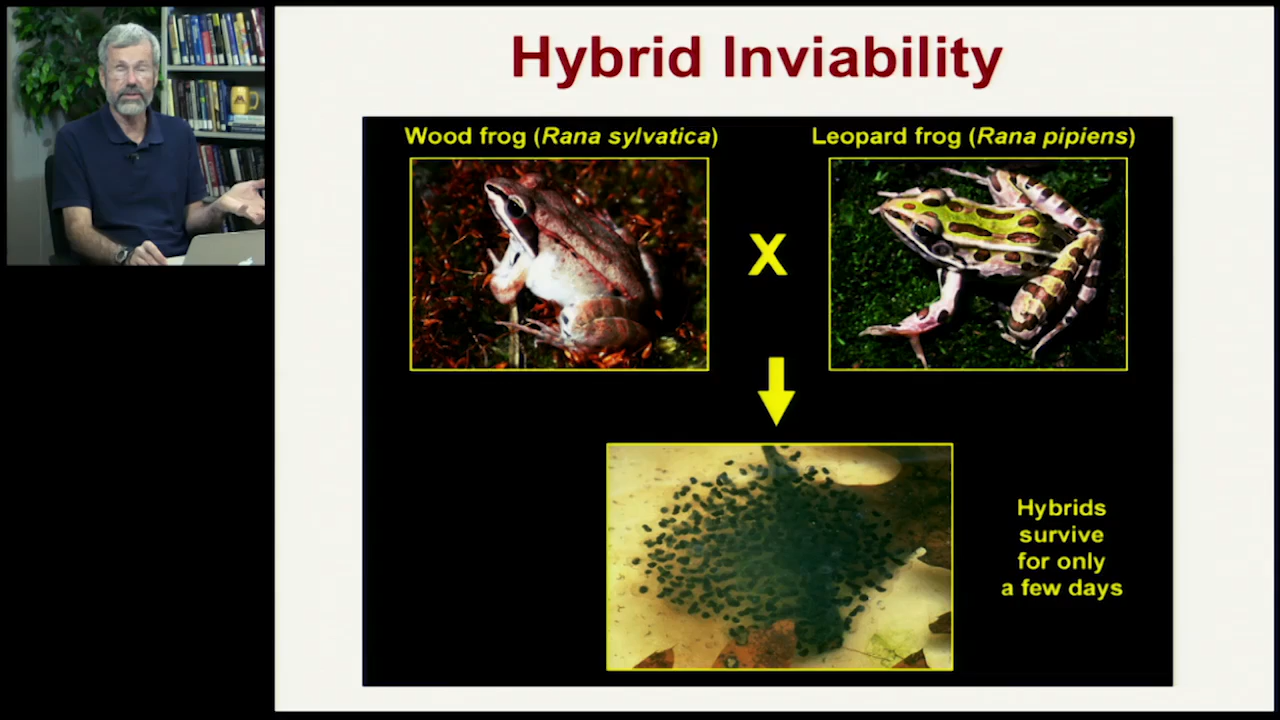 Hybrid Inviability
Wood frog (Rana sylvatica)
Leopard frog (Rana pipiens)
X
Hybrids
survive
for only
a few days